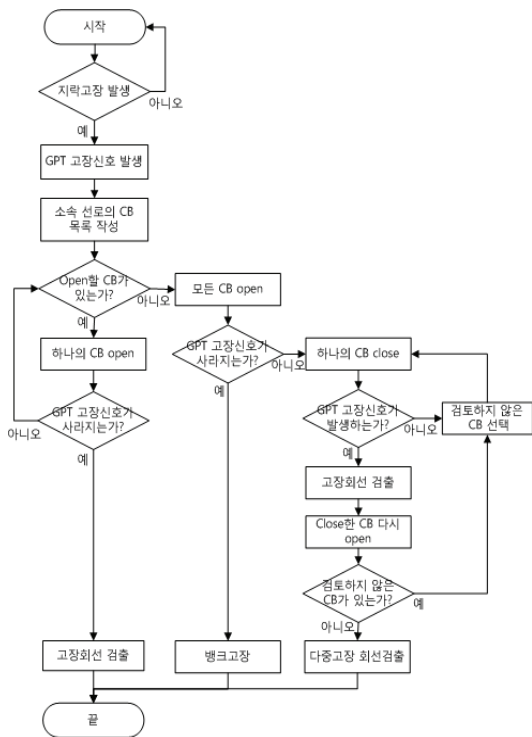 시작
지락고장 발생
아니오
예
GPT 고장신호 발생
소속 선로의 CB
목록 작성
Open할 CB가
있는가?
아니오
예
모든 CB open
하나의 CB open
GPT 고장신호가
사라지는가?
아니오
예
하나의 CB close
GPT 고장신호가
사라지는가?
아니오
예
GPT 고장신호가
발생하는가?
아니오
예
검토하지 않은
CB 선택
고장회선 검출
Close한 CB 다시
open
검토하지 않은
CB가 있는가?
예
아니오
고장회선 검출
뱅크고장
다중고장 회선검출
끝